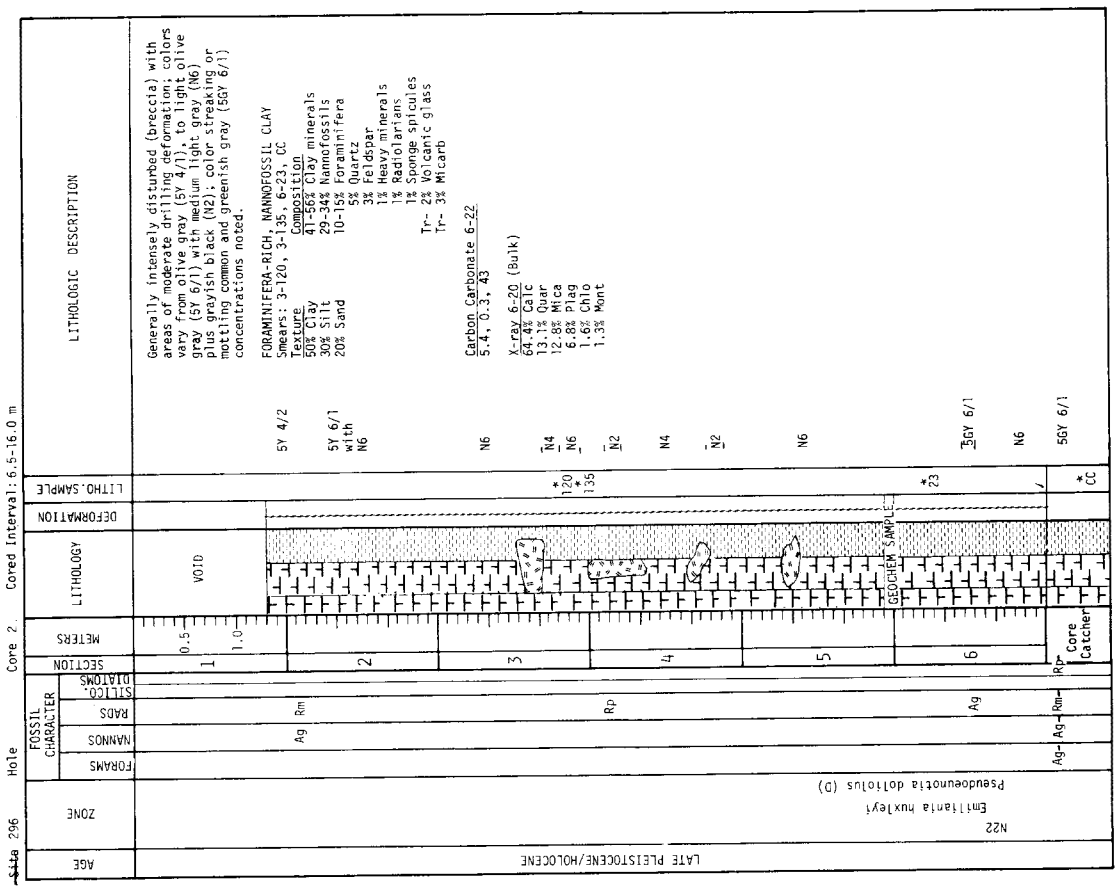 Site 296 Hole Core 2 Cored Interval: 6.5-16.0 m
AGE
ZONE
FOSSIL
CHARACTER
FORAMS
NANNOS
RADS
SILICO.
DIATOMS
SECTION
METERS
LITHOLOGY
DEFORMATION
LITHO.SAMPLE
LITHOLOGIC DESCRIPTION
LATE PLEISTOCENE/HOLOCENE
N22
Emiliania huxleyi
Pseudoeunotia doliolus (D)
Ag
Rm
Rp
Ag
Ag- Ag- Rm- Rp-
1
2
3
4
5
6
Core
Catcher
0.5
1.0
VOID
GEOCHEM SAMPLE
*
120
*
135
*
23
*
CC
5Y 4/2
5Y 6/1
with
N6
N6
N4
N6
N2
N4
N2
N6
5GY 6/1
N6
5GY 6/1
Generally intensely disturbed (breccia) with
areas of moderate drilling deformation; colors
vary from olive gray (5Y 4/1), to light olive
gray (5Y 6/1) with medium light gray (N6)
plus grayish black (N2); color streaking or
mottling common and greenish gray (5GY 6/1)
concentrations noted.
FORAMINIFERA-RICH, NANNOFOSSIL CLAY
Smears: 3-120, 3-135, 6-23, CC
Texture Composition
50% Clay 41-56% Clay minerals
30% Silt 29-34% Nannofossils
20% Sand 10-15% Foraminifera
5% Quartz
3% Feldspar
1% Heavy minerals
1% Radiolarians
1% Sponge spicules
Tr- 2% Volcanic glass
Tr- 3% Micarb
Carbon Carbonate 6-22
5.4, 0.3, 43
X-ray 6-20 (Bulk)
64.4% Calc
13.1% Quar
12.8% Mica
6.8% Plag
1.6% Chlo
1.3% Mont